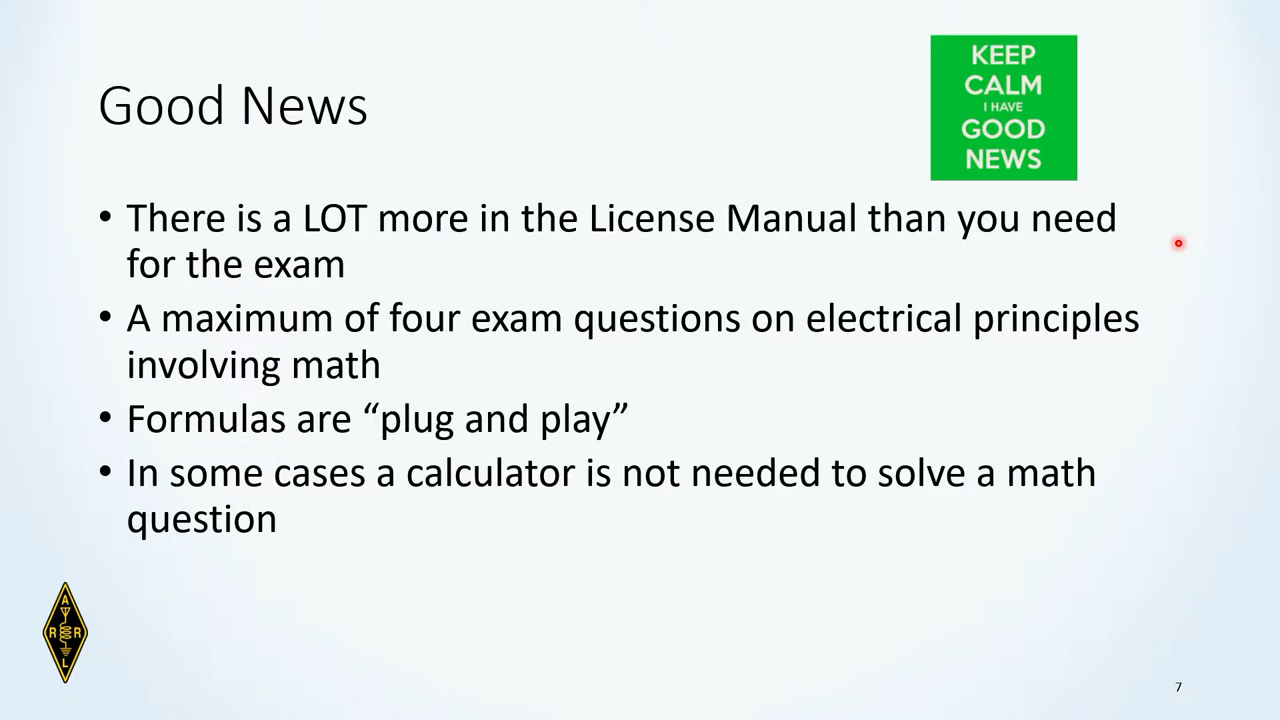 KEEP
CALM
I HAVE
GOOD
NEWS
Good News
• There is a LOT more in the License Manual than you need
for the exam
• A maximum of four exam questions on electrical principles
involving math
• Formulas are “plug and play”
• In some cases a calculator is not needed to solve a math
question
A
R R
L
7